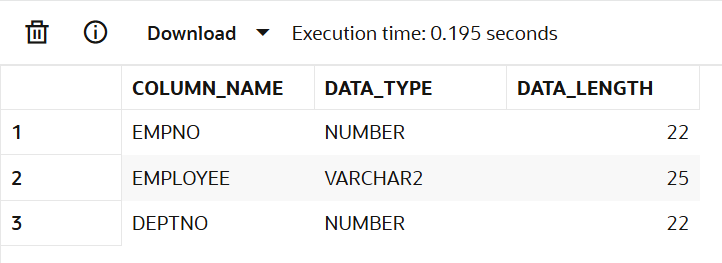 Download Execution time: 0.195 seconds
COLUMN_NAME DATA_TYPE DATA_LENGTH
1 EMPNO NUMBER 22
2 EMPLOYEE VARCHAR2 25
3 DEPTNO NUMBER 22